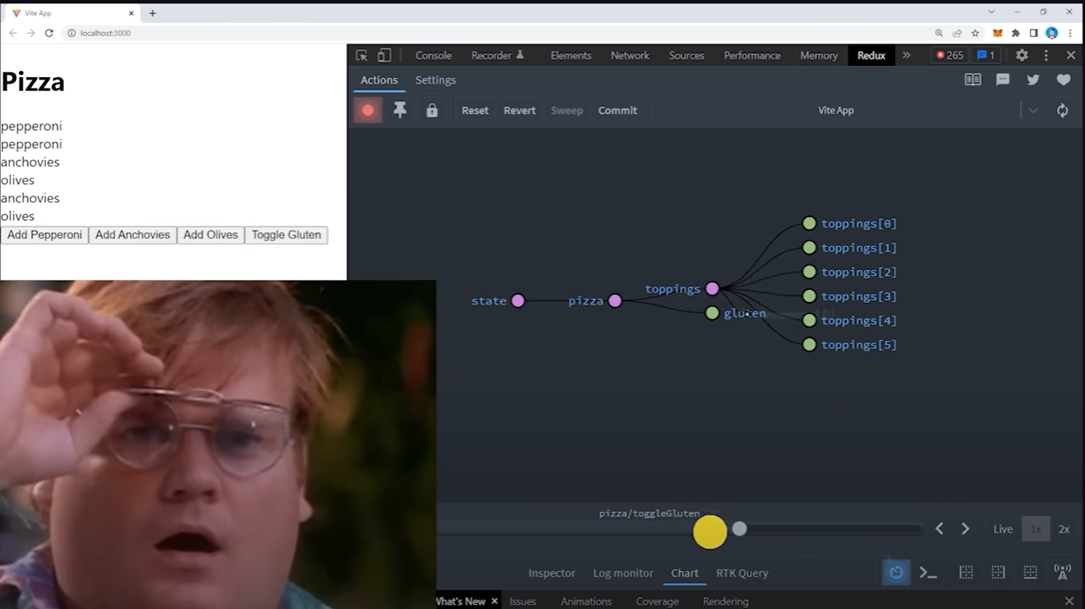 Vite App
localhost:3000
Console Recorder Elements Network Sources Performance Memory Redux 265 1
Actions Settings
Reset Revert Sweep Commit Vite App
Pizza
pepperoni
pepperoni
anchovies
olives
anchovies
olives
Add Pepperoni Add Anchovies Add Olives Toggle Gluten
state
pizza
toppings
gluten
toppings[0]
toppings[1]
toppings[2]
toppings[3]
toppings[4]
toppings[5]
pizza/toggleGluten
Live 1x 2x
Inspector Log monitor Chart RTK Query
What's New Issues Animations Coverage Rendering